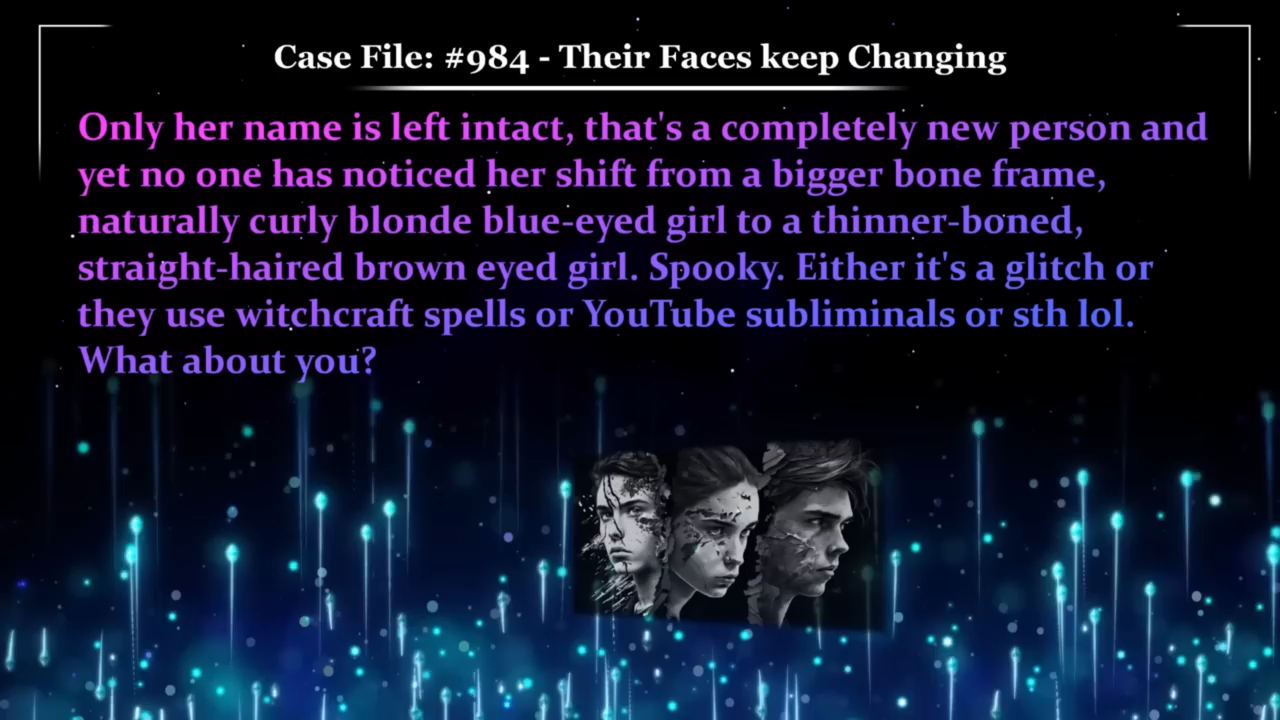 Case File: #984 - Their Faces keep Changing
Only her name is left intact, that's a completely new person and
yet no one has noticed her shift from a bigger bone frame,
naturally curly blonde blue-eyed girl to a thinner-boned,
straight-haired brown eyed girl. Spooky. Either it's a glitch or
they use witchcraft spells or YouTube subliminals or sth lol.
What about you?